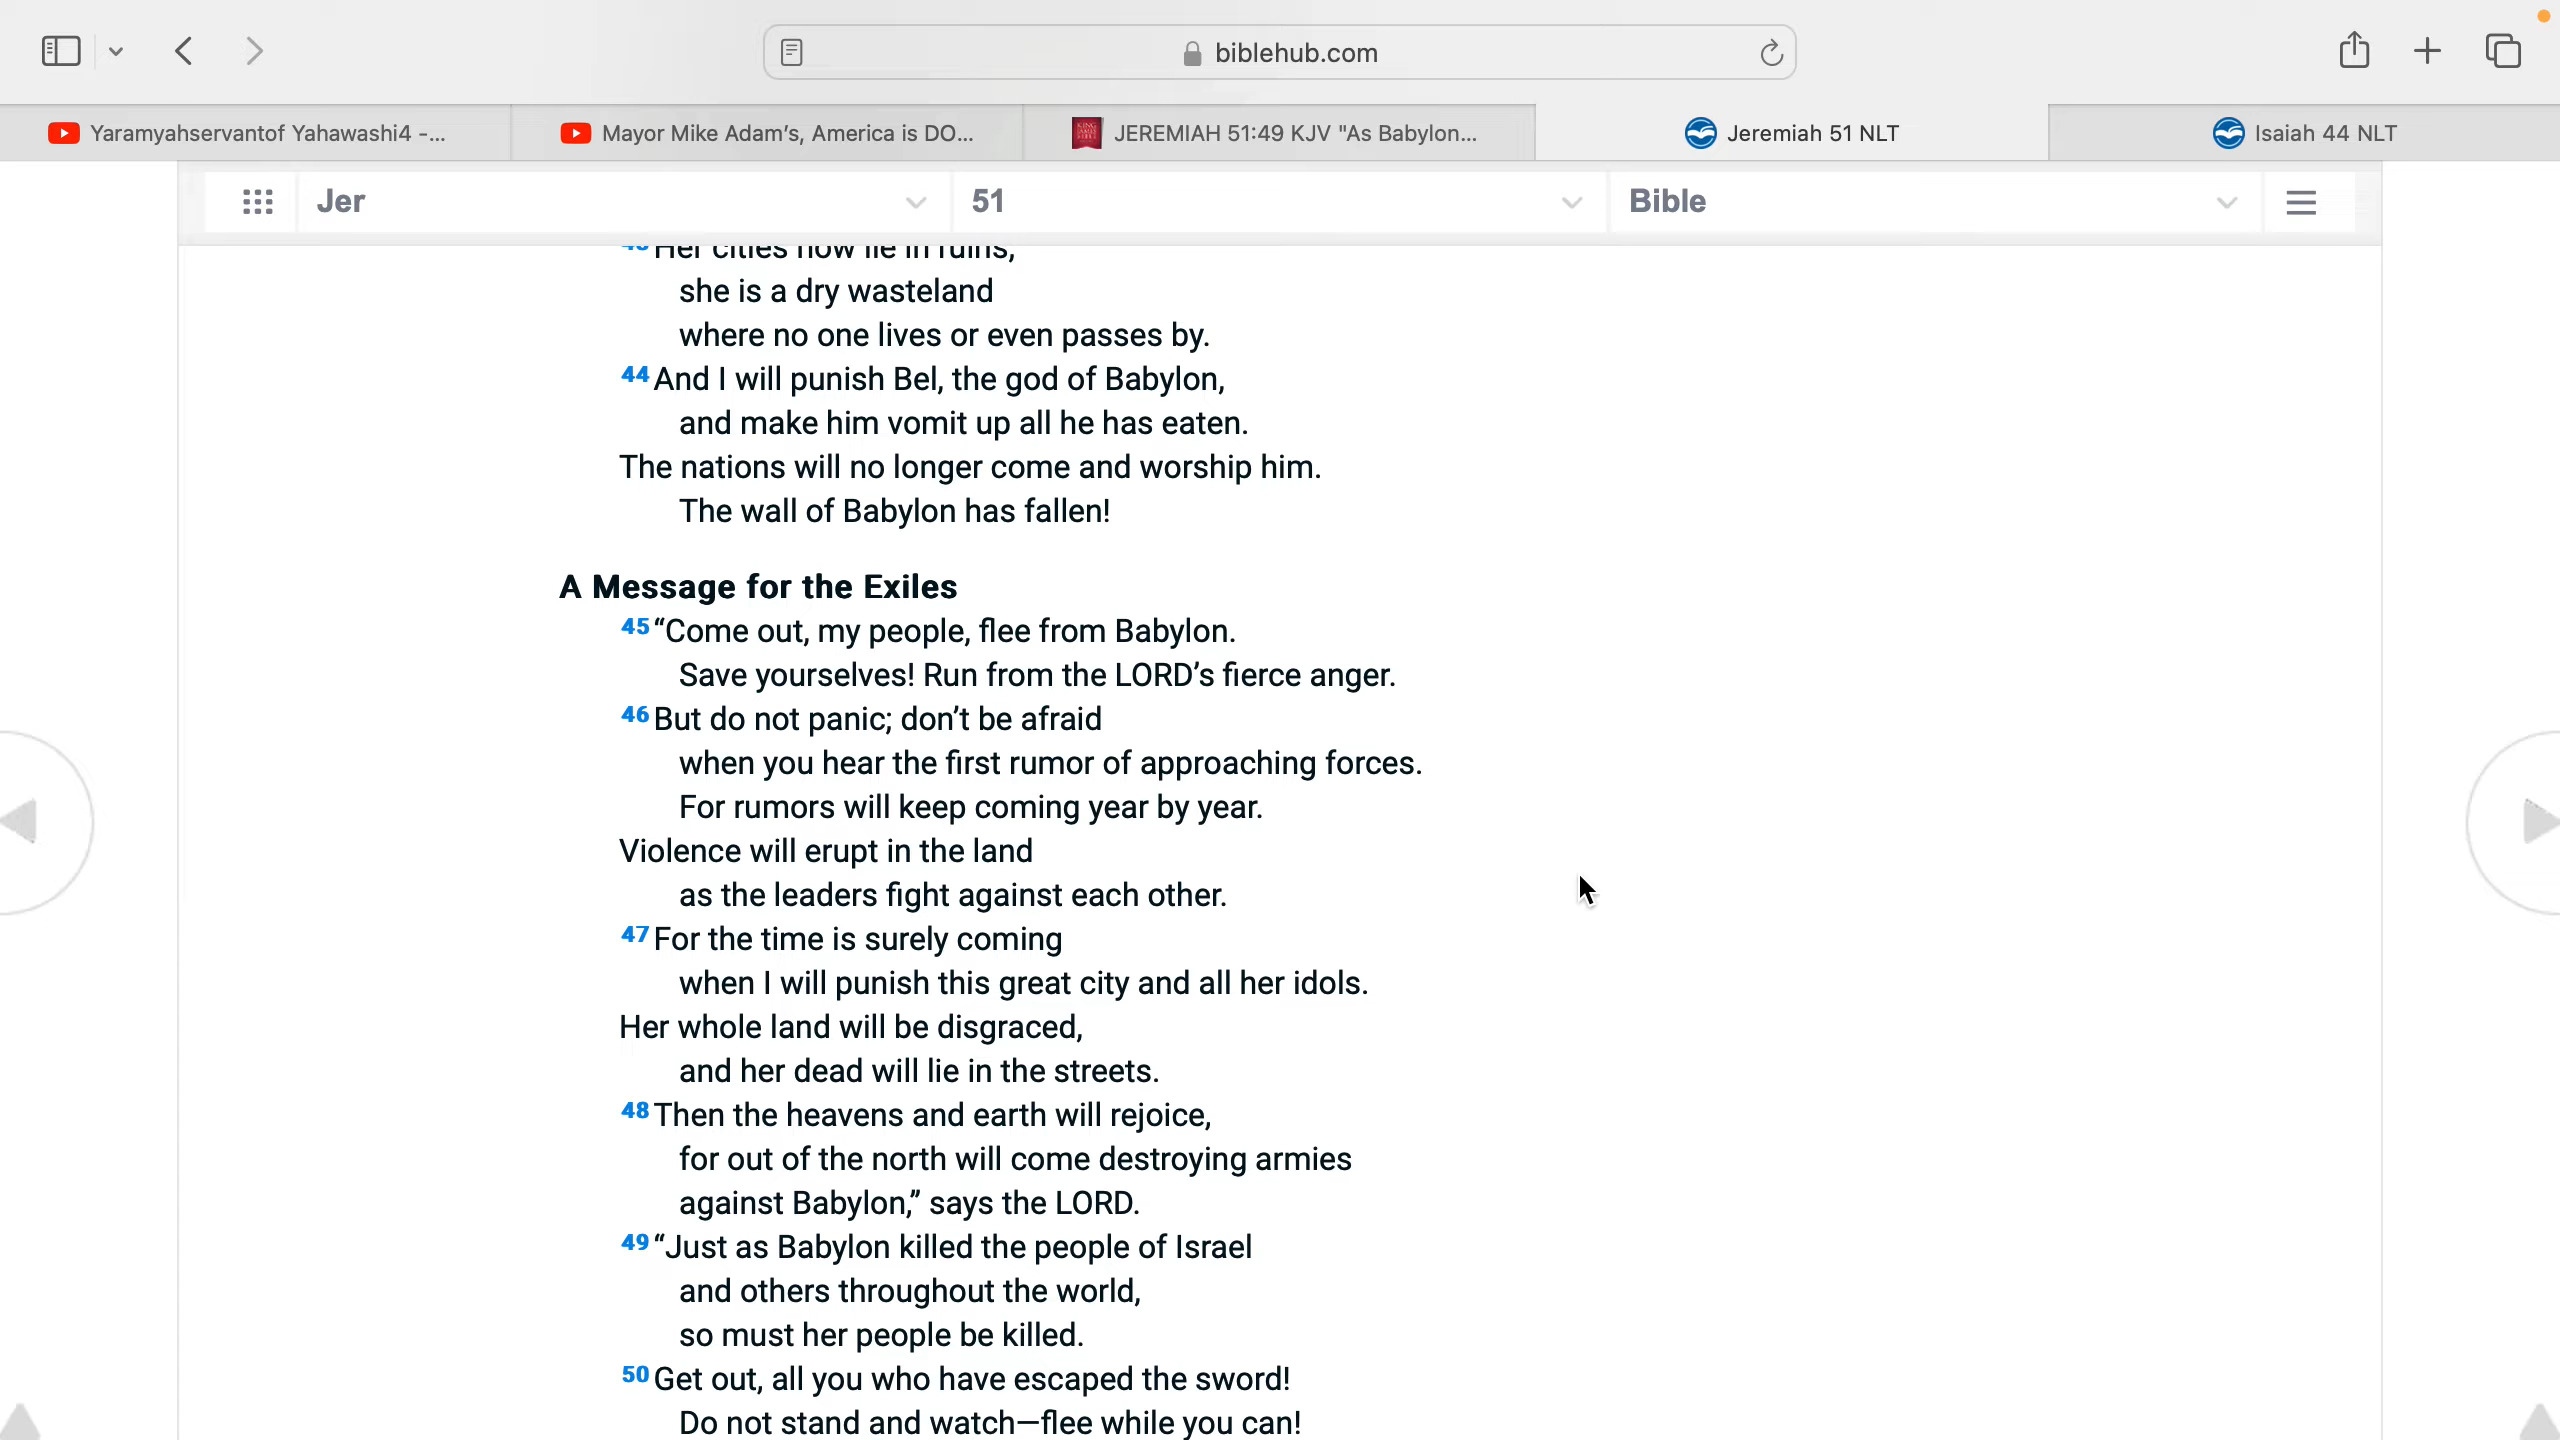 biblehub.com
Yaramyahservantof Yahawashi4 -...
Mayor Mike Adam's, America is DO...
JEREMIAH 51:49 KJV "As Babylon...
Jeremiah 51 NLT
Isaiah 44 NLT
Jer
51
Bible
43 Her cities now lie in ruins,
she is a dry wasteland
where no one lives or even passes by.
44 And I will punish Bel, the god of Babylon,
and make him vomit up all he has eaten.
The nations will no longer come and worship him.
The wall of Babylon has fallen!
A Message for the Exiles
45 “Come out, my people, flee from Babylon.
Save yourselves! Run from the LORD’s fierce anger.
46 But do not panic; don’t be afraid
when you hear the first rumor of approaching forces.
For rumors will keep coming year by year.
Violence will erupt in the land
as the leaders fight against each other.
47 For the time is surely coming
when I will punish this great city and all her idols.
Her whole land will be disgraced,
and her dead will lie in the streets.
48 Then the heavens and earth will rejoice,
for out of the north will come destroying armies
against Babylon,” says the LORD.
49 “Just as Babylon killed the people of Israel
and others throughout the world,
so must her people be killed.
50 Get out, all you who have escaped the sword!
Do not stand and watch—flee while you can!